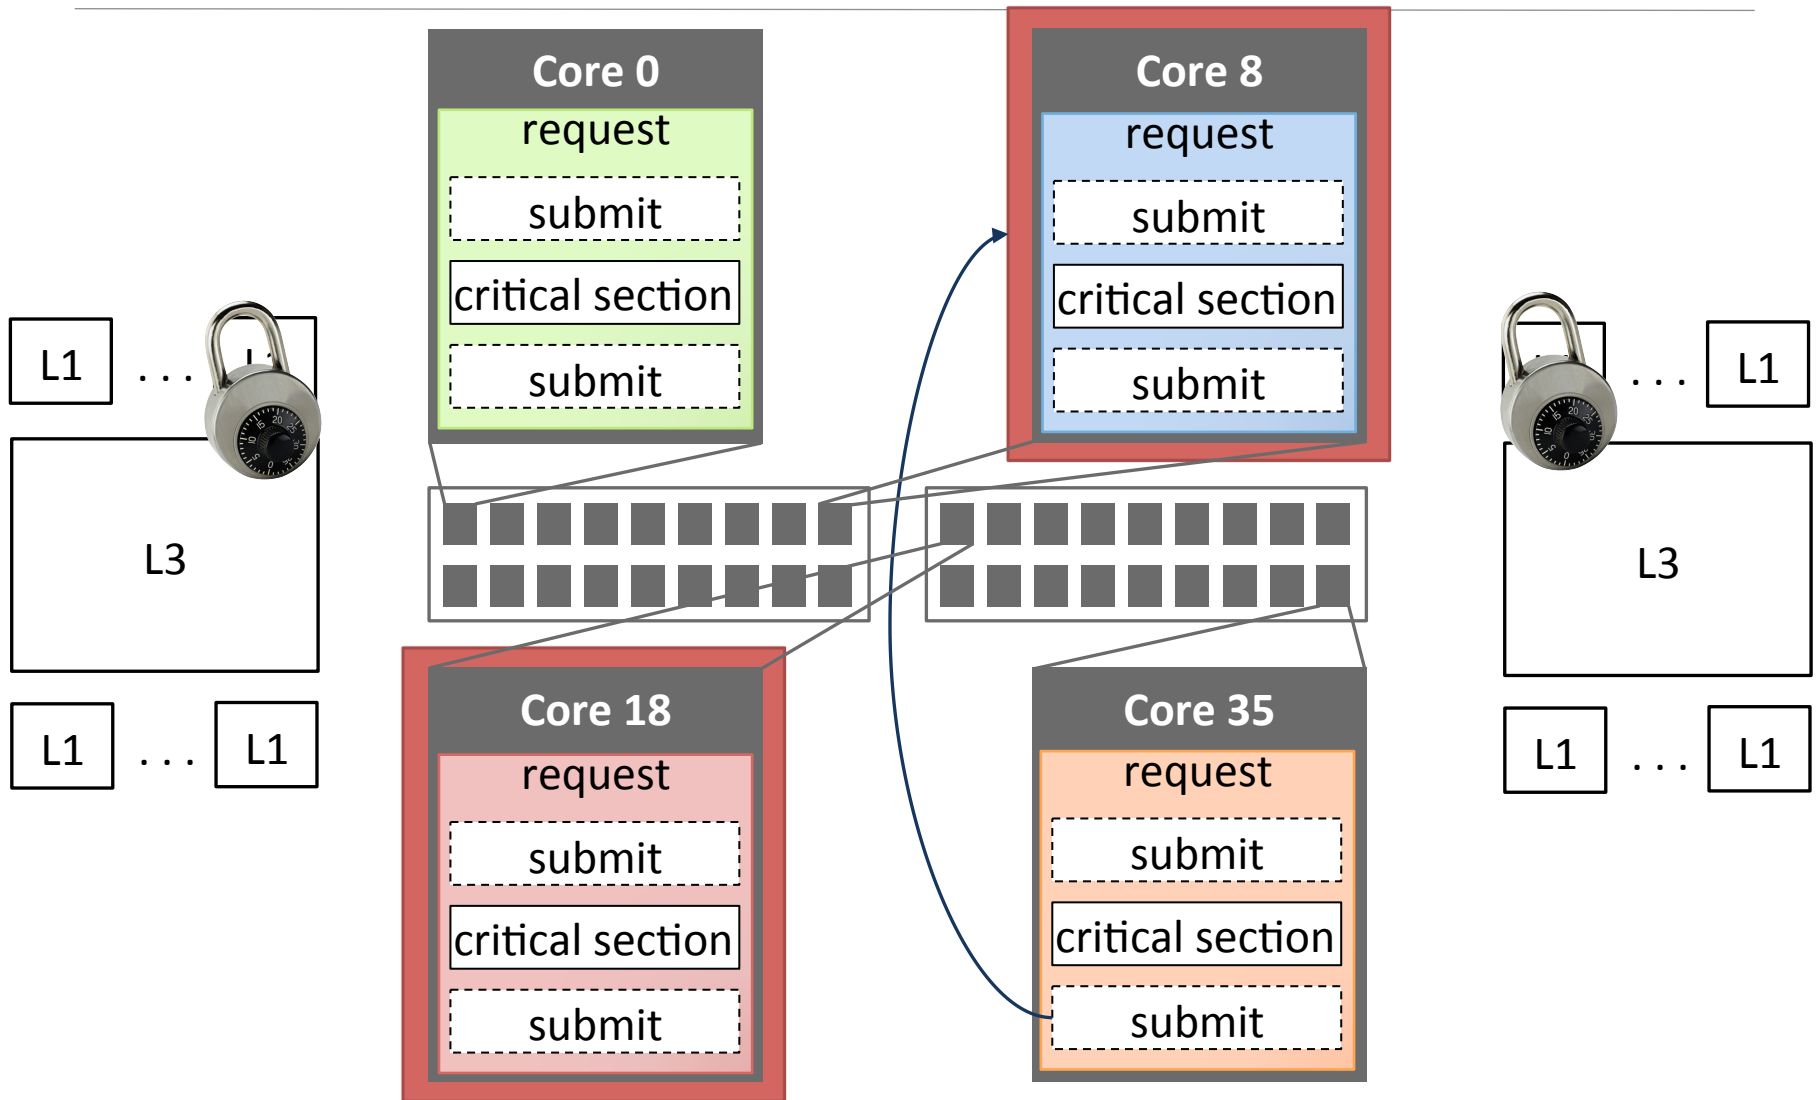 Core 0
request
submit
critical section
submit
Core 8
request
submit
critical section
submit
L1
. . .
L3
L1
. . .
L1
. . .
L1
L3
L1
. . .
L1
Core 18
request
submit
critical section
submit
Core 35
request
submit
critical section
submit